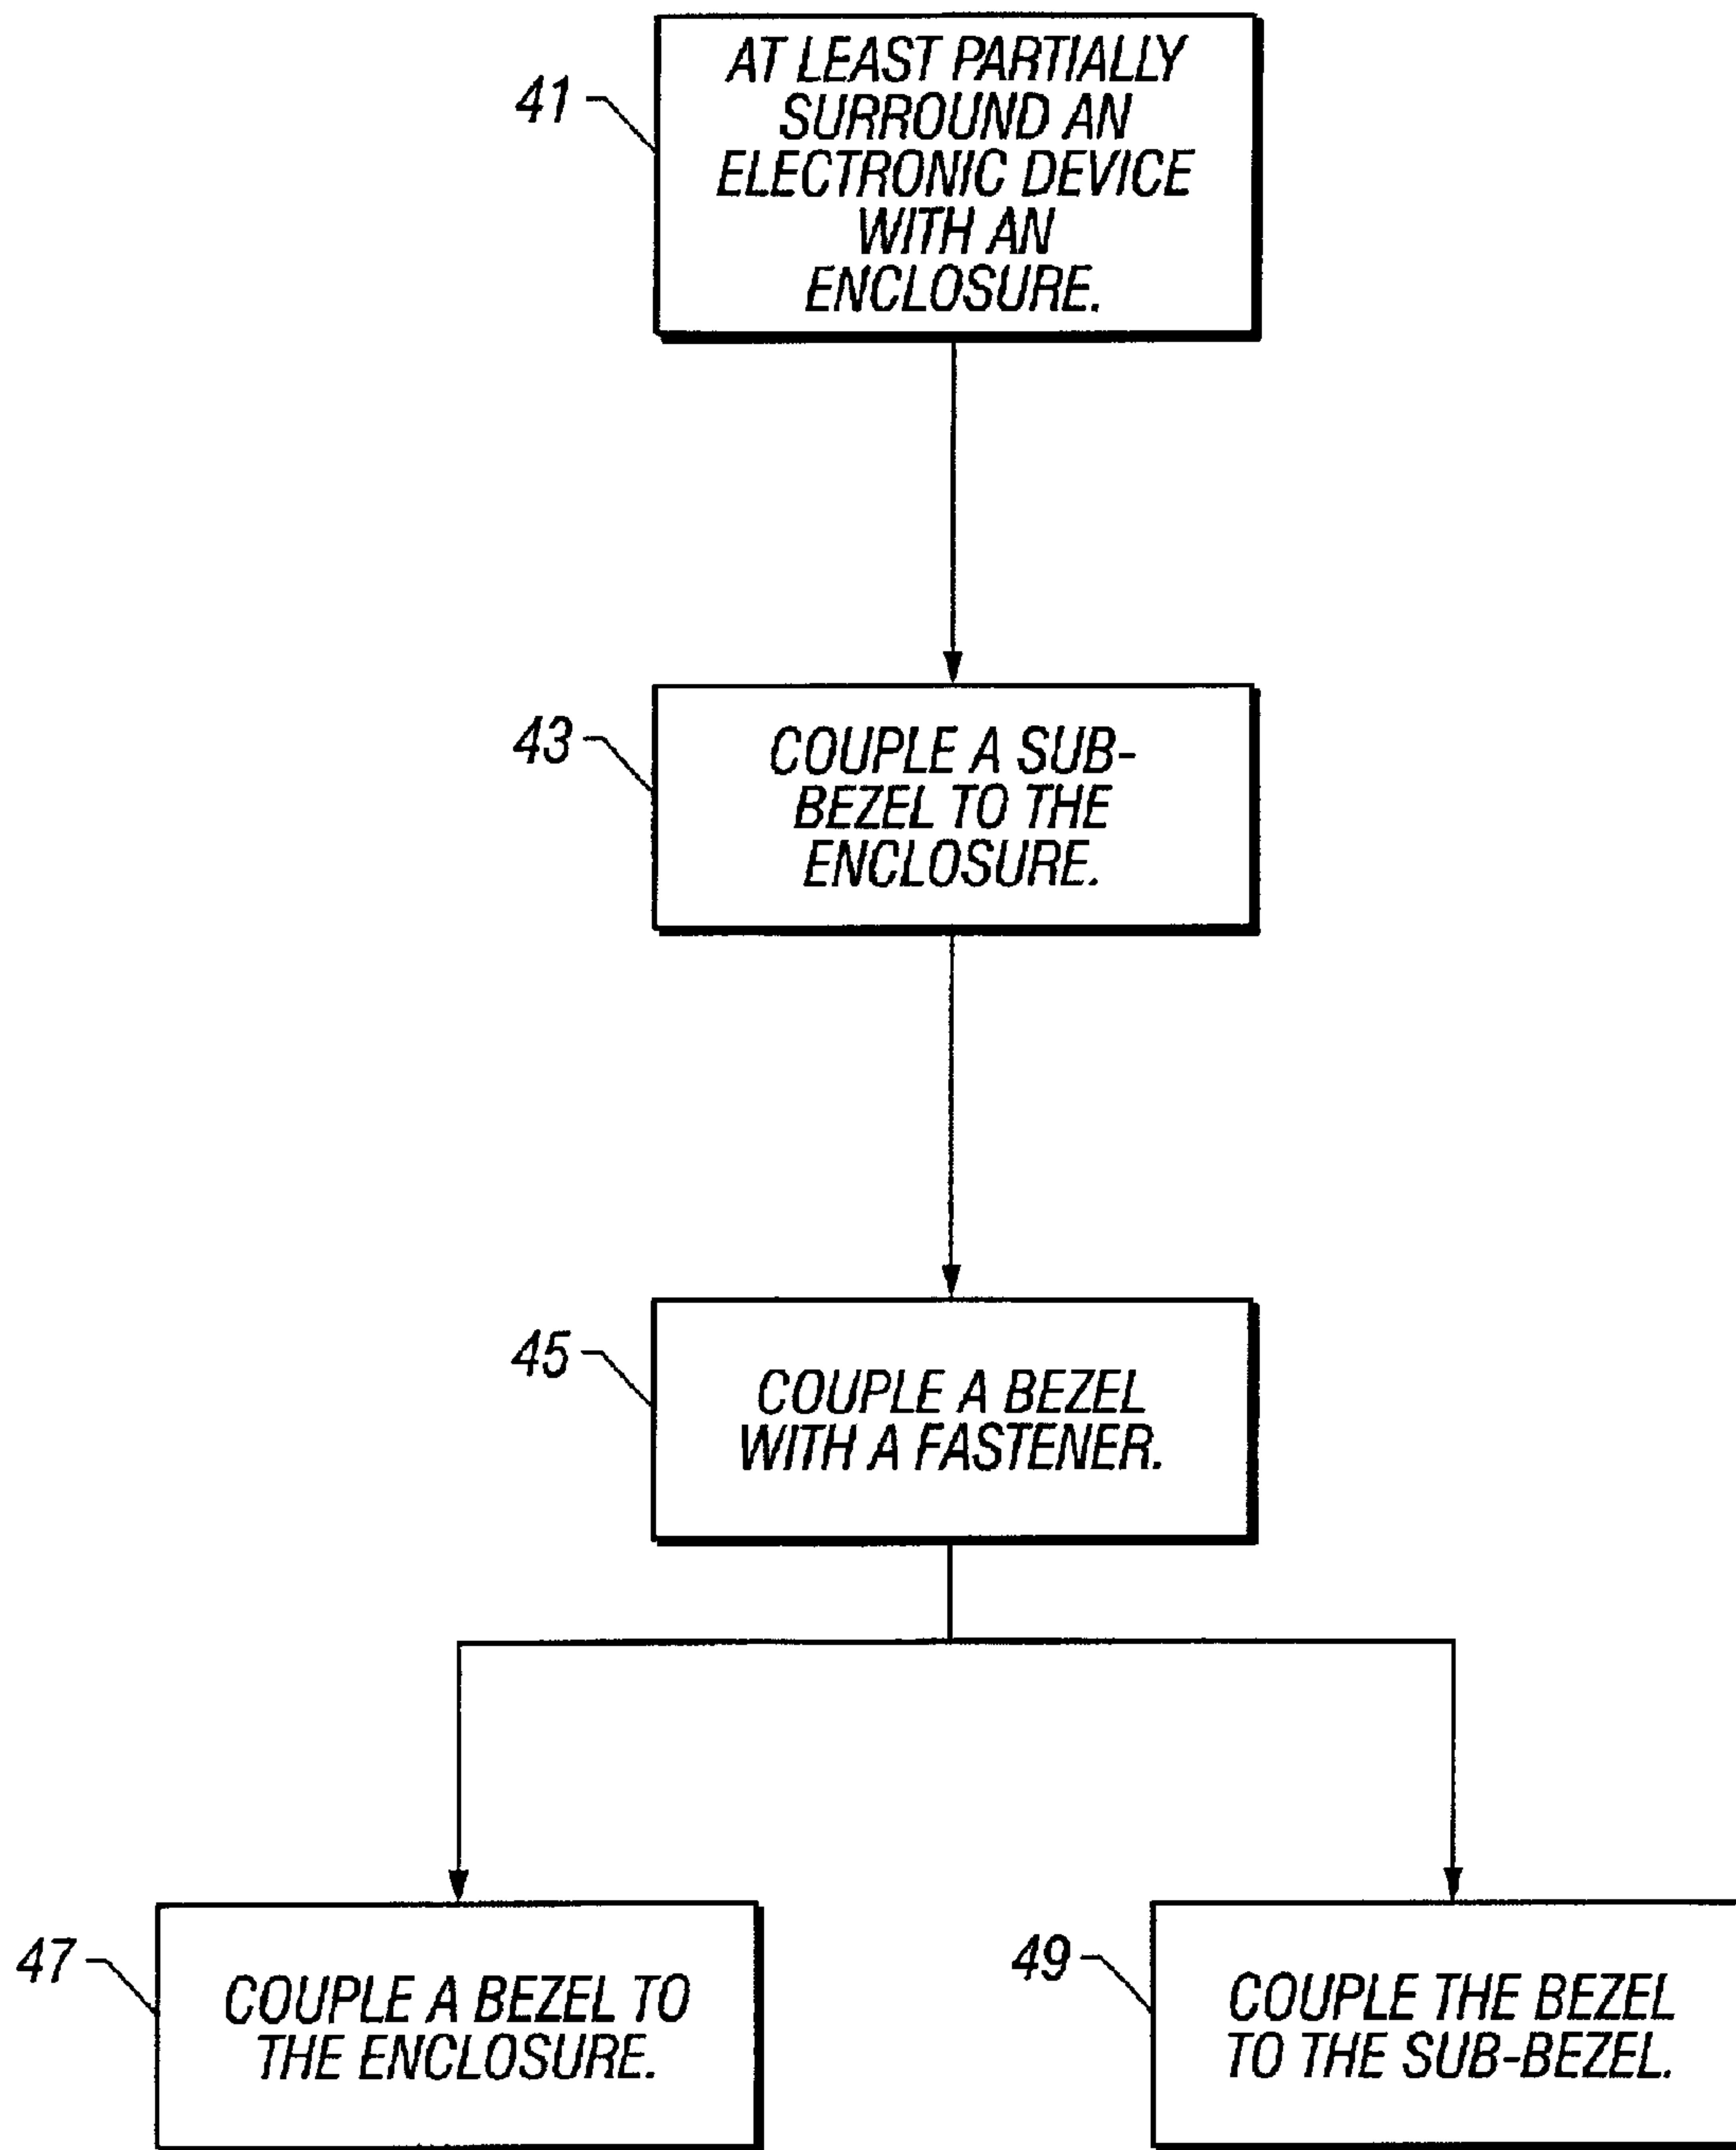 41
AT LEAST PARTIALLY
SURROUND AN
ELECTRONIC DEVICE
WITH AN
ENCLOSURE.
43
COUPLE A SUB-
BEZEL TO THE
ENCLOSURE.
45
COUPLE A BEZEL
WITH A FASTENER.
47
COUPLE A BEZEL TO
THE ENCLOSURE.
49
COUPLE THE BEZEL
TO THE SUB-BEZEL.